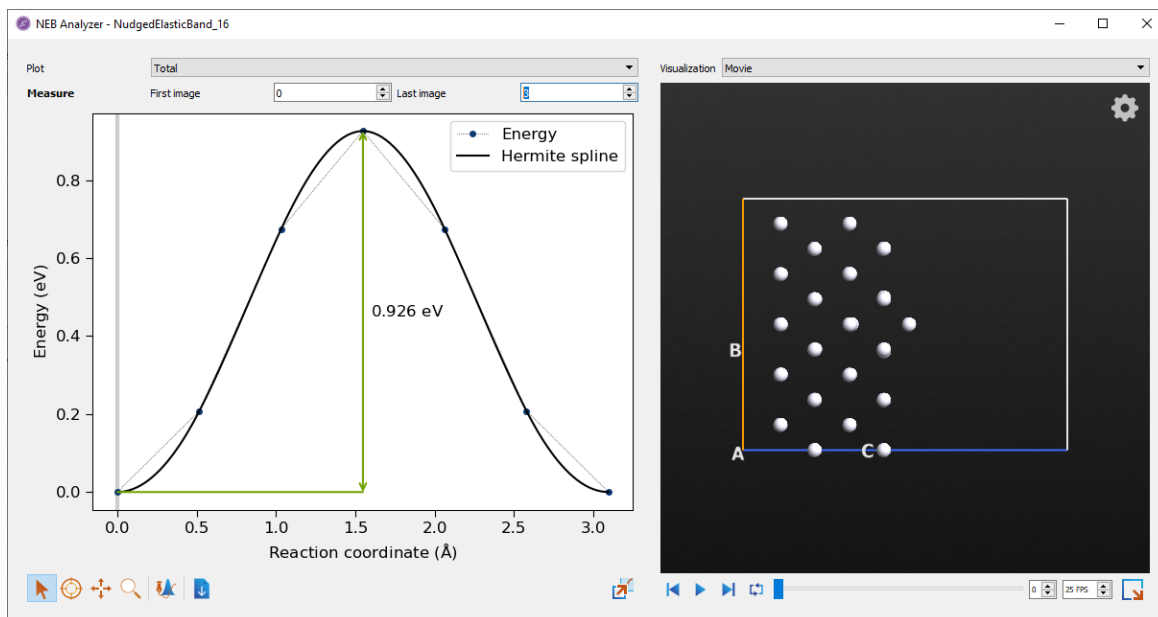 NEB Analyzer - NudgedElasticBand_16
Plot
Total
Visualization
Movie
Measure
First image
0
Last image
3
Energy
Hermite spline
0.8
0.6
0.4
0.2
0.0
Energy (eV)
0.926 eV
0.0
0.5
1.0
1.5
2.0
2.5
3.0
Reaction coordinate (Å)
B
A
C
0
25 FPS